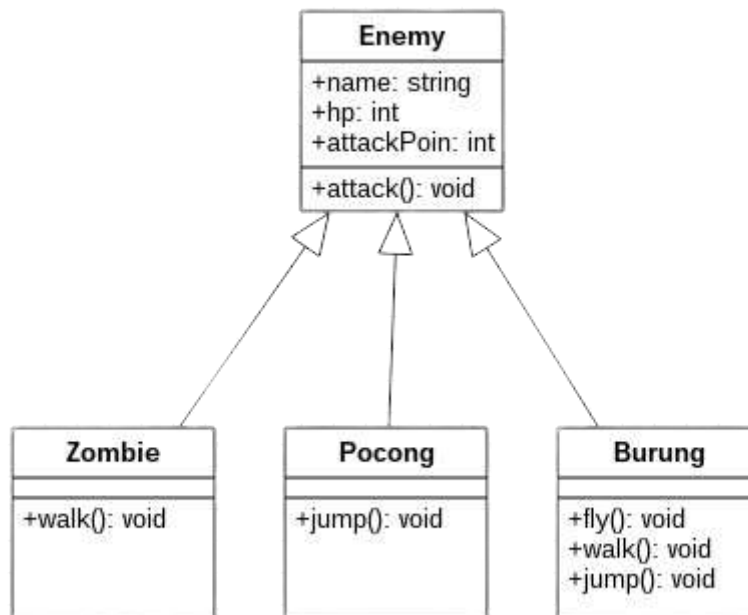 Enemy
+name: string
+hp: int
+attackPoin: int
+attack(): void
Zombie
+walk(): void
Pocong
+jump(): void
Burung
+fly(): void
+walk(): void
+jump(): void